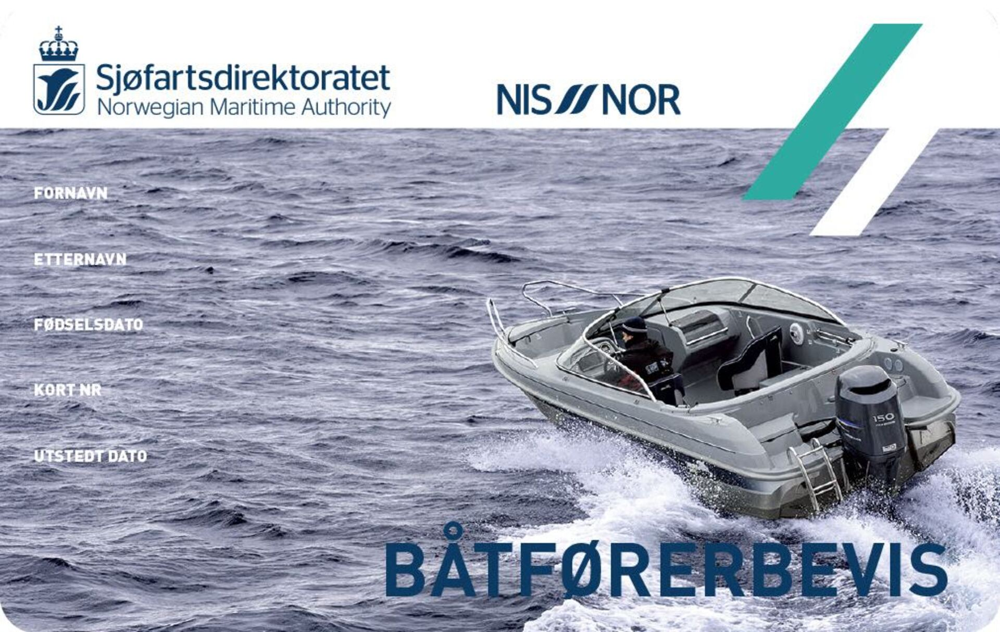 Sjøfartsdirektoratet
Norwegian Maritime Authority
NIS NOR
FORNAVN
ETTERNAVN
FØDSELSDATO
KORT NR
UTSTEDT DATO
150
BÅTFØRERBEVIS